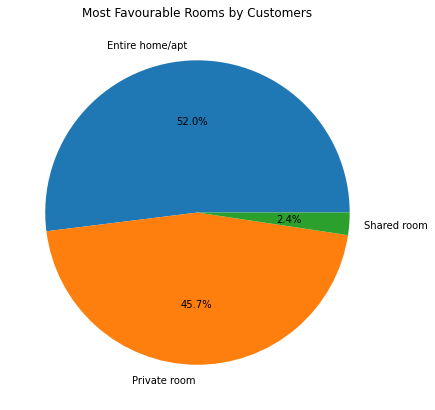 Most Favourable Rooms by Customers
Entire home/apt
52.0%
2.4%
Shared room
45.7%
Private room